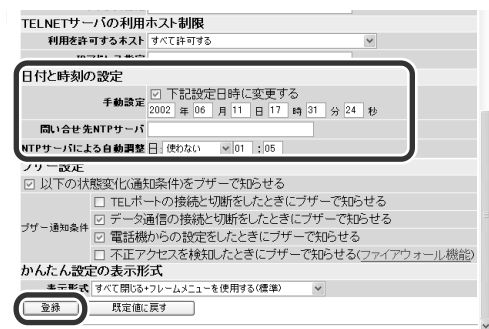 TELNETサーバの利用ホスト制限
利用を許可するホスト すべて許可する
日付と時刻の設定
手動設定 下記設定日時に変更する
2002 年 06 月 11 日 17 時 31 分 24 秒
問い合せ先NTPサーバ
NTPサーバによる自動調整 日: 使わない 01 : 05
ブザー設定
以下の状態変化(通知条件)をブザーで知らせる
TELポートの接続と切断をしたときにブザーで知らせる
ブザー通知条件 データ通信の接続と切断をしたときにブザーで知らせる
電話機からの設定をしたときにブザーで知らせる
不正アクセスを検知したときにブザーで知らせる(ファイアウォール機能)
かんたん設定の表示形式
表示形式 すべて閉じる+フレームメニューを使用する(標準)
登録 既定値に戻す